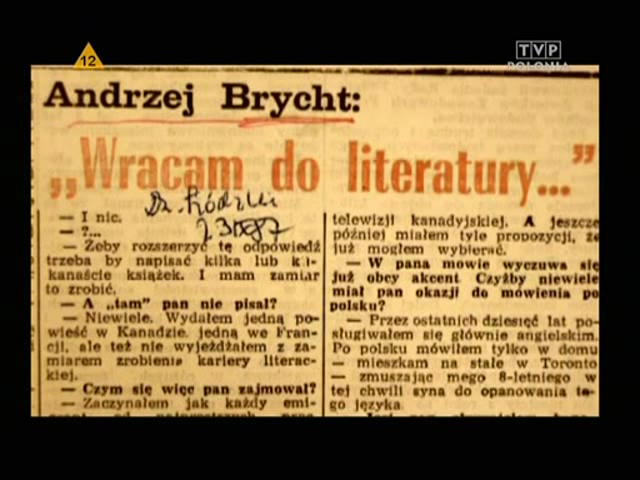 12
TVP
POLONIA
Andrzej Brycht:
„Wracam do literatury..."
Dz. Łódzki
— I nic.
— ?...
— Żeby rozszerzyć tę odpowiedź
trzeba by napisać kilka lub kil-
kanaście książek. I mam zamiar
to zrobić.
— A „tam" pan nie pisał?
— Niewiele. Wydałem jedną po-
wieść w Kanadzie, jedną we Fran-
cji, ale też nie wyjeżdżałem z za-
miarem zrobienia kariery literac-
kiej.
— Czym się więc pan zajmował?
— Zaczynałem jak każdy emi-
telewizji kanadyjskiej. A jeszcze
później miałem tyle propozycji, że
już mogłem wybierać.
— W pana mowie wyczuwa się
już obcy akcent. Czyżby niewiele
miał pan okazji do mówienia po
polsku?
— Przez ostatnich dziesięć lat po-
sługiwałem się głównie angielskim.
Po polsku mówiłem tylko w domu
— mieszkam na stałe w Toronto
— zmuszając mego 8-letniego w
tej chwili syna do opanowania te-
go języka.